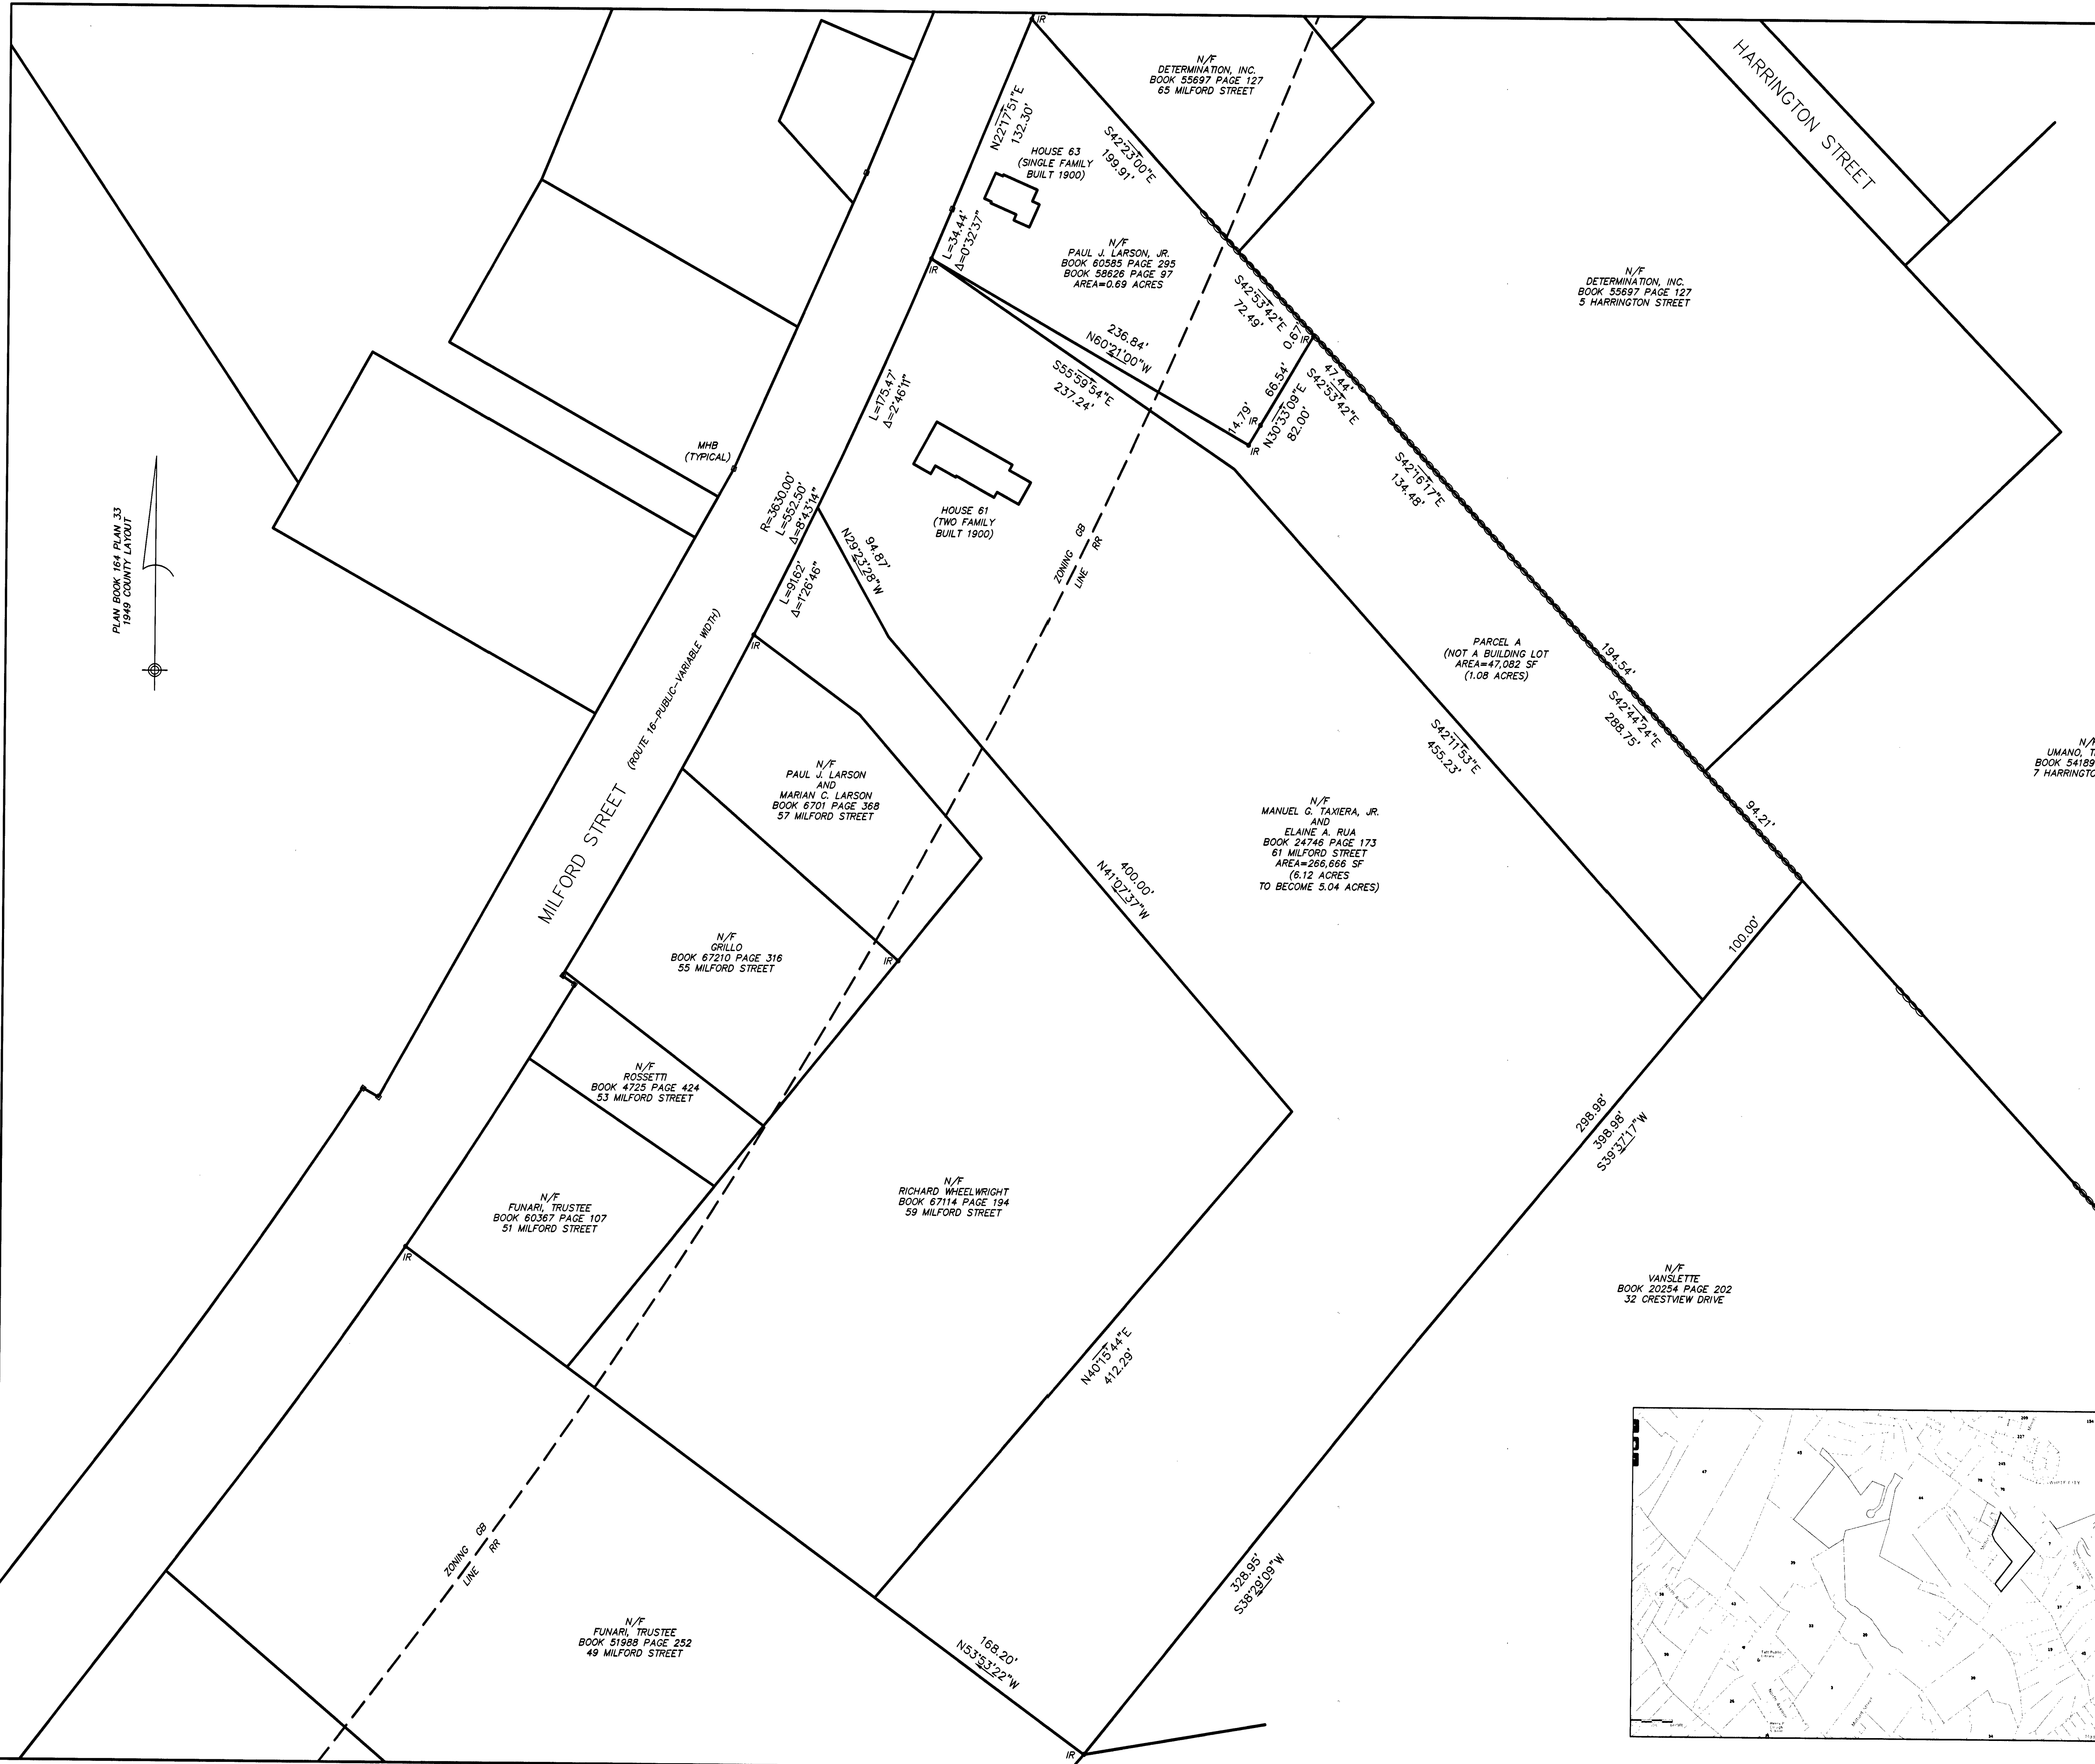 IR
N/F
DETERMINATION, INC.
BOOK 55697 PAGE 127
65 MILFORD STREET
HARRINGTON STREET
N22°17'51"E
132.30'
HOUSE 63
(SINGLE FAMILY
BUILT 1900)
S42°23'00"E
199.91'
L=34.44'
Δ=0°32'37"
IR
N/F
PAUL J. LARSON, JR.
BOOK 60585 PAGE 295
BOOK 58626 PAGE 97
AREA=0.69 ACRES
N/F
DETERMINATION, INC.
BOOK 55697 PAGE 127
5 HARRINGTON STREET
S42°53'42"E
72.49'
0.67'
IR
236.84'
N60°21'00"W
S55°59'54"E
237.24'
66.54'
14.79'
IR
N30°33'09"E
82.00'
IR
47.44'
S42°53'42"E
L=175.47'
Δ=2°46'11"
MHB
(TYPICAL)
S42°16'17"E
134.48'
R=3630.00'
L=552.50'
Δ=8°43'14"
HOUSE 61
(TWO FAMILY
BUILT 1900)
PLAN BOOK 164 PLAN 33
1949 COUNTY LAYOUT
94.87'
N29°23'28"W
ZONING GB
LINE RR
L=91.62'
Δ=1°26'46"
IR
PARCEL A
(NOT A BUILDING LOT
AREA=47,082 SF
(1.08 ACRES)
194.54'
S42°44'24"E
288.75'
MILFORD STREET (ROUTE 16-PUBLIC-VARIABLE WIDTH)
S42°11'53"E
455.23'
N/F
UMANO, T
BOOK 54189
7 HARRINGTO
N/F
PAUL J. LARSON
AND
MARIAN C. LARSON
BOOK 6701 PAGE 368
57 MILFORD STREET
N/F
MANUEL G. TAXIERA, JR.
AND
ELAINE A. RUA
BOOK 24746 PAGE 173
61 MILFORD STREET
AREA=266,666 SF
(6.12 ACRES
TO BECOME 5.04 ACRES)
94.21'
400.00'
N41°07'37"W
100.00'
N/F
GRILLO
BOOK 67210 PAGE 316
55 MILFORD STREET
IR
N/F
ROSSETTI
BOOK 4725 PAGE 424
53 MILFORD STREET
298.98'
398.98'
S39°37'17"W
N/F
FUNARI, TRUSTEE
BOOK 60367 PAGE 107
51 MILFORD STREET
IR
N/F
RICHARD WHEELWRIGHT
BOOK 67114 PAGE 194
59 MILFORD STREET
N/F
VANSLETTE
BOOK 20254 PAGE 202
32 CRESTVIEW DRIVE
N40°15'44"E
412.29'
ZONING GB
LINE RR
328.95'
S38°29'09"W
N/F
FUNARI, TRUSTEE
BOOK 51988 PAGE 252
49 MILFORD STREET
168.20'
N53°53'22"W
IR